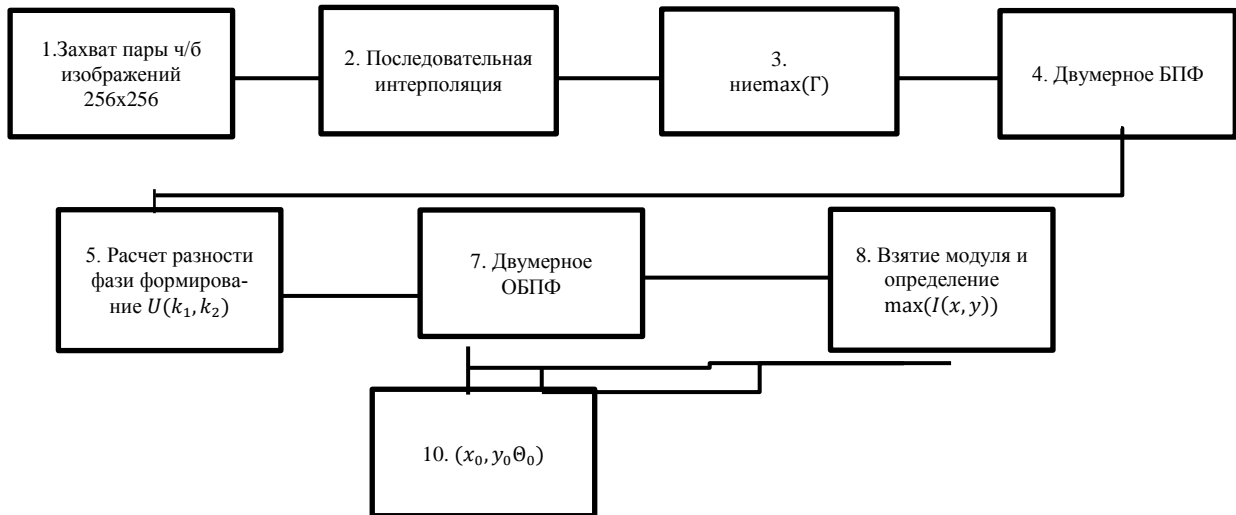 1.Захват пары ч/б
изображений
256x256
2. Последовательная
интерполяция
3.
ниеmax(Γ)
4. Двумерное БПФ
5. Расчет разности
фази формирова-
ние U(k₁, k₂)
7. Двумерное
ОБПФ
8. Взятие модуля и
определение
max(I(x, y))
10. (x₀, y₀Θ₀)